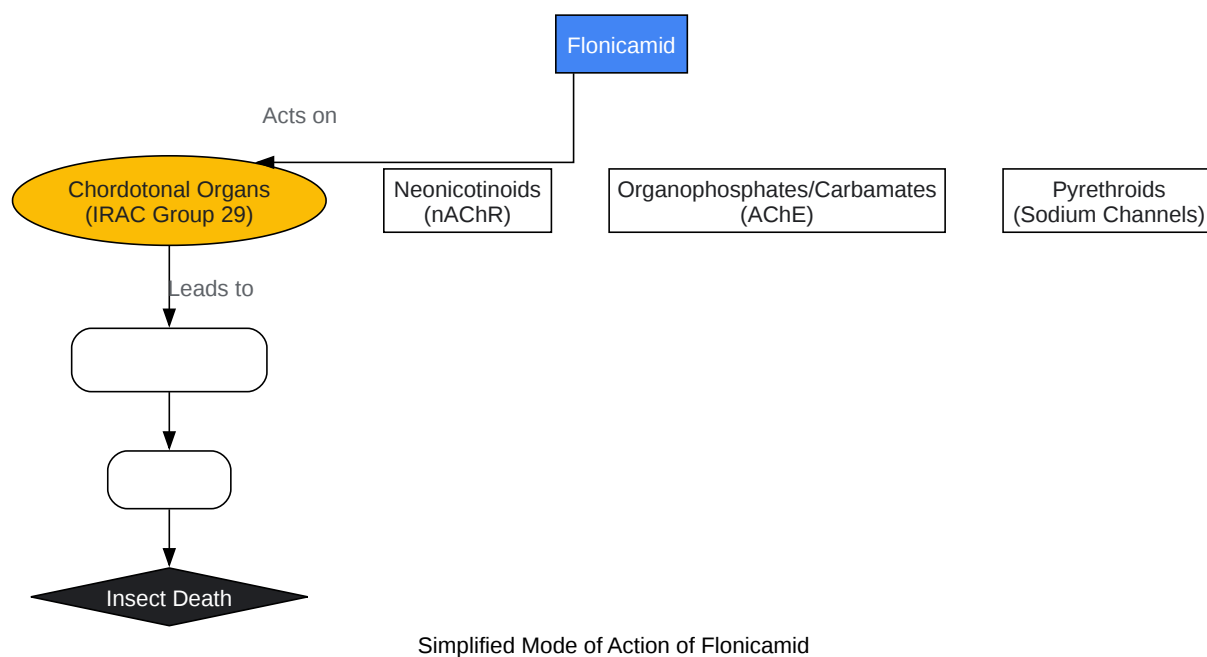 Flonicamid
Acts on
Chordotonal Organs
(IRAC Group 29)
Neonicotinoids
(nAChR)
Organophosphates/Carbamates
(AChE)
Pyrethroids
(Sodium Channels)
Leads to
Insect Death
Simplified Mode of Action of Flonicamid